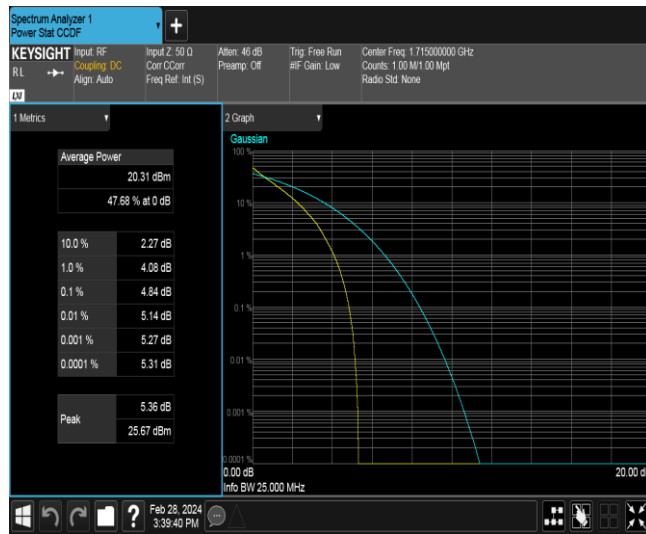 Spectrum Analyzer 1
Power Stat CCDF
+
KEYSIGHT
RL
LXI
Input: RF
Coupling: DC
Align: Auto
Input Z: 50 Ω
Corr CCorr
Freq Ref: Int (S)
Atten: 46 dB
Preamp: Off
Trig: Free Run
#IF Gain: Low
Center Freq: 1.715000000 GHz
Counts: 1.00 M/1.00 Mpt
Radio Std: None
1 Metrics
Average Power
20.31 dBm
47.68 % at 0 dB
10.0 % 2.27 dB
1.0 % 4.08 dB
0.1 % 4.84 dB
0.01 % 5.14 dB
0.001 % 5.27 dB
0.0001 % 5.31 dB
Peak
5.36 dB
25.67 dBm
2 Graph
Gaussian
100 %
10 %
1 %
0.1 %
0.01 %
0.001 %
0.0001 %
0.00 dB
20.00 d
Info BW 25.000 MHz
?
Feb 28, 2024
3:39:40 PM